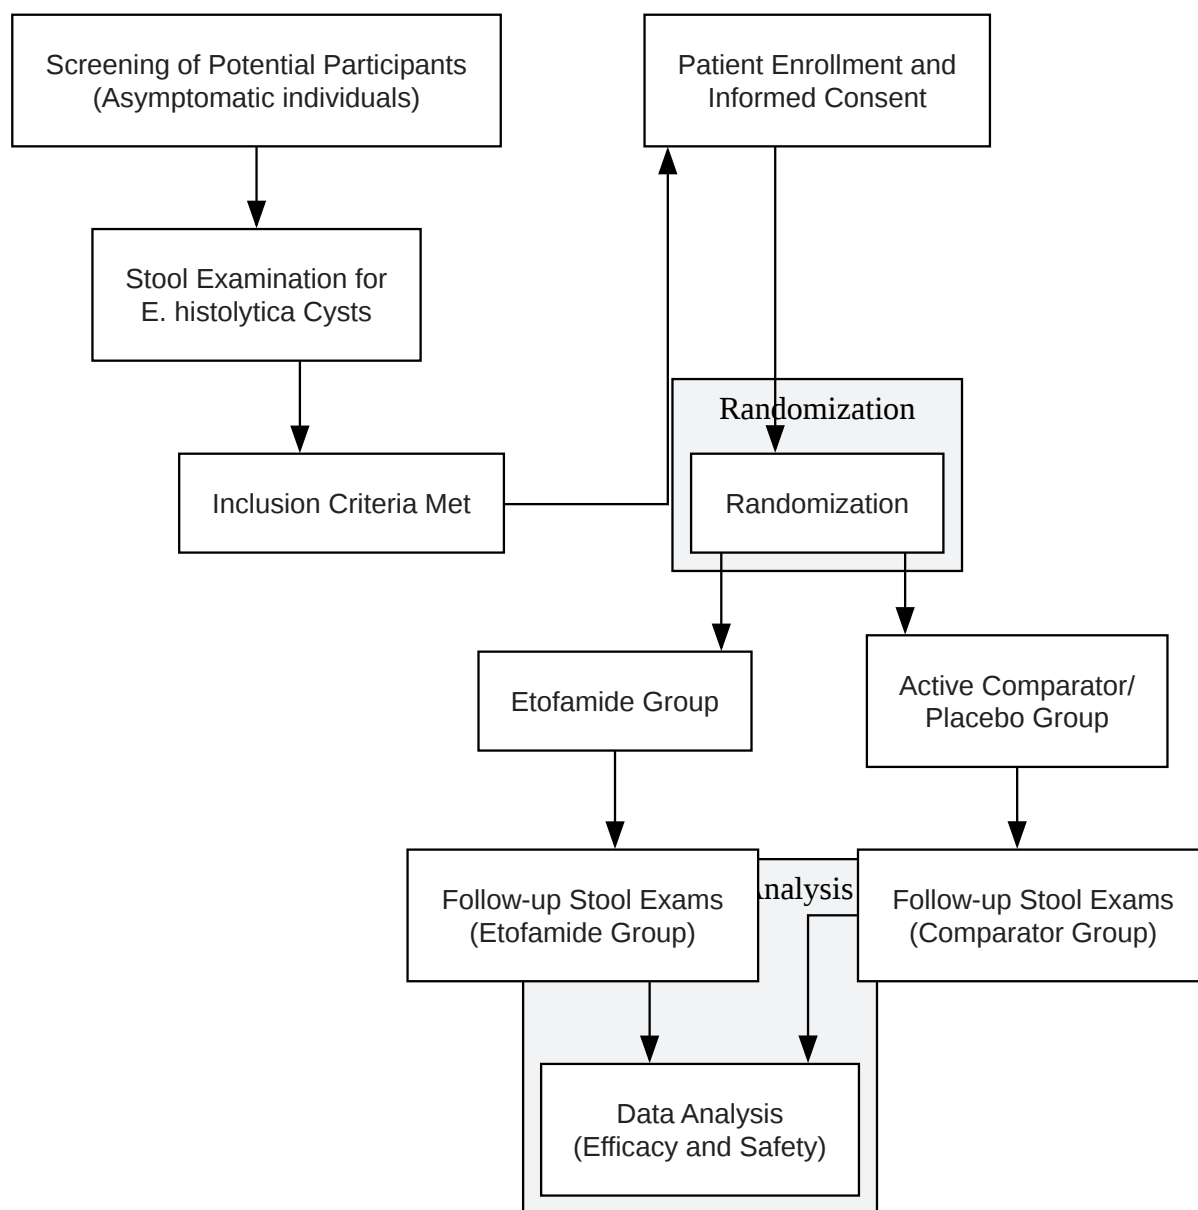 Screening of Potential Participants
(Asymptomatic individuals)
Patient Enrollment and
Informed Consent
Stool Examination for
E. histolytica Cysts
Inclusion Criteria Met
Randomization
Randomization
Etofamide Group
Active Comparator/
Placebo Group
Follow-up Stool Exams
(Etofamide Group)
Analysis
Follow-up Stool Exams
(Comparator Group)
Data Analysis
(Efficacy and Safety)